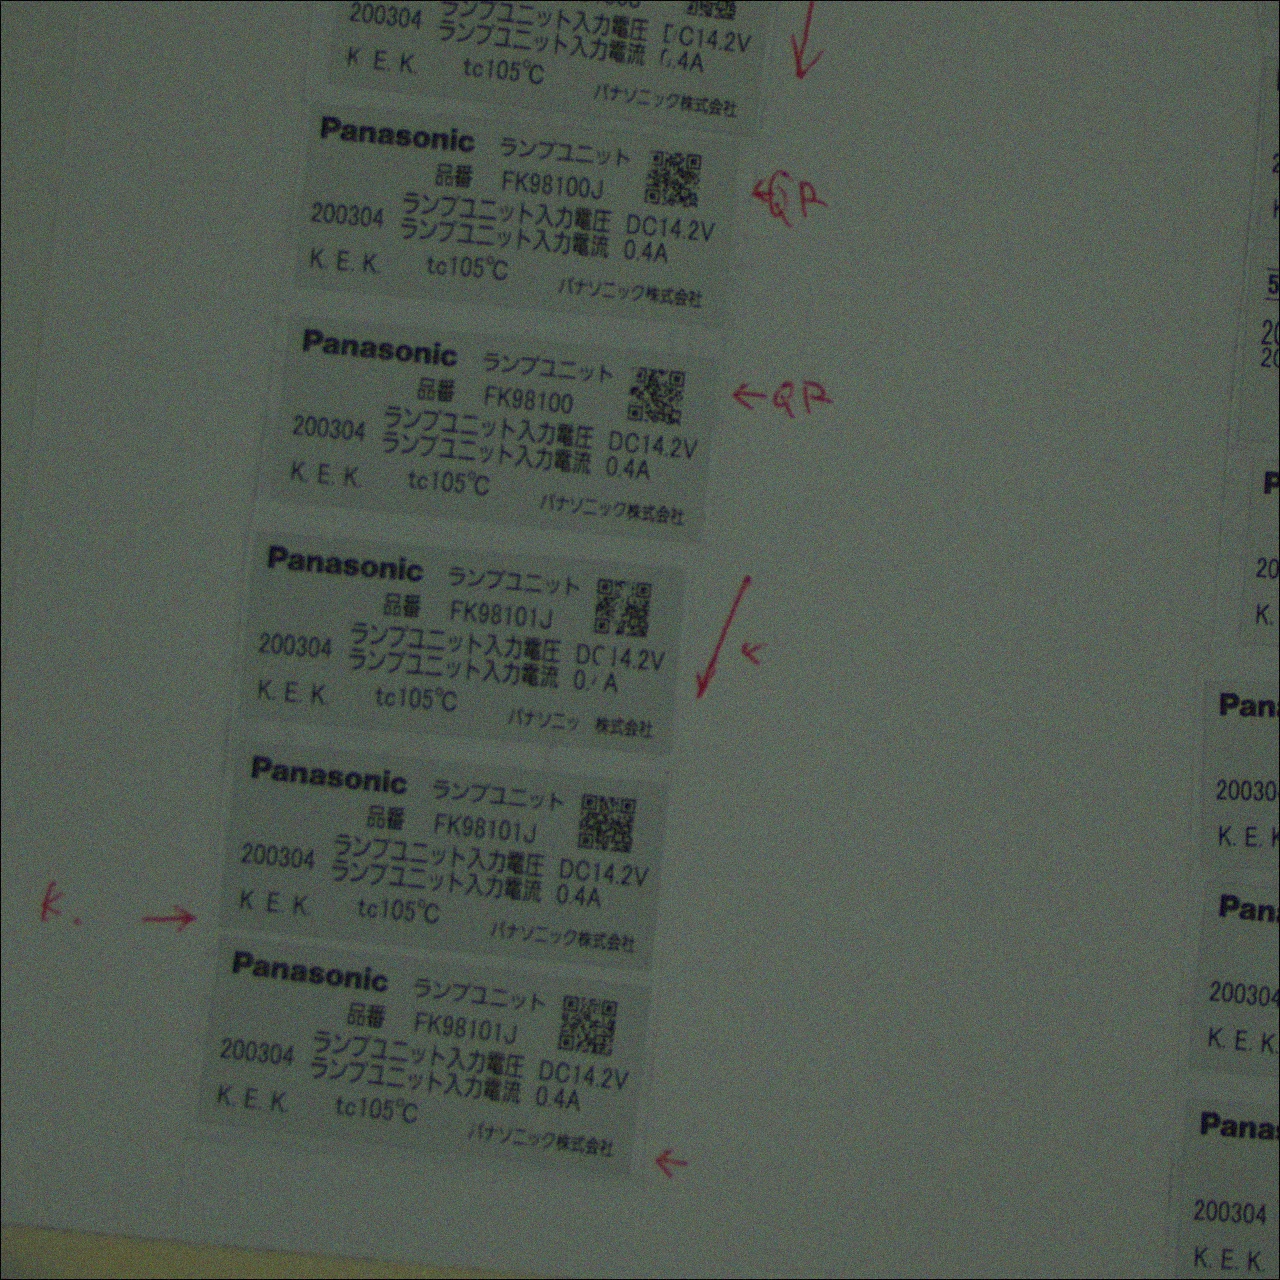 200304 ランプユニット入力電圧 DC14.2V
ランプユニット入力電流 0.4A
K E. K. tc105℃
パナソニック株式会社
Panasonic ランプユニット
品番 FK98100J
200304 ランプユニット入力電圧 DC14.2V
ランプユニット入力電流 0.4A
K. E. K. tc105℃
パナソニック株式会社
←QR
Panasonic ランプユニット
品番 FK98100
200304 ランプユニット入力電圧 DC14.2V
ランプユニット入力電流 0.4A
K. E. K. tc105℃
パナソニック株式会社
←QR
Panasonic ランプユニット
品番 FK98101J
200304 ランプユニット入力電圧 DC14.2V
ランプユニット入力電流 0. A
K. E. K. tc105℃
パナソニッ 株式会社
Panasonic ランプユニット
品番 FK98101J
200304 ランプユニット入力電圧 DC14.2V
ランプユニット入力電流 0.4A
K E. K. tc105℃
パナソニック株式会社
K. →
Panasonic ランプユニット
品番 FK98101J
200304 ランプユニット入力電圧 DC14.2V
ランプユニット入力電流 0.4A
K. E. K. tc105℃
パナソニック株式会社
←
Pana
20030
K. E. K
Pan
200304
K. E. K.
Pana
200304
K. E. K.